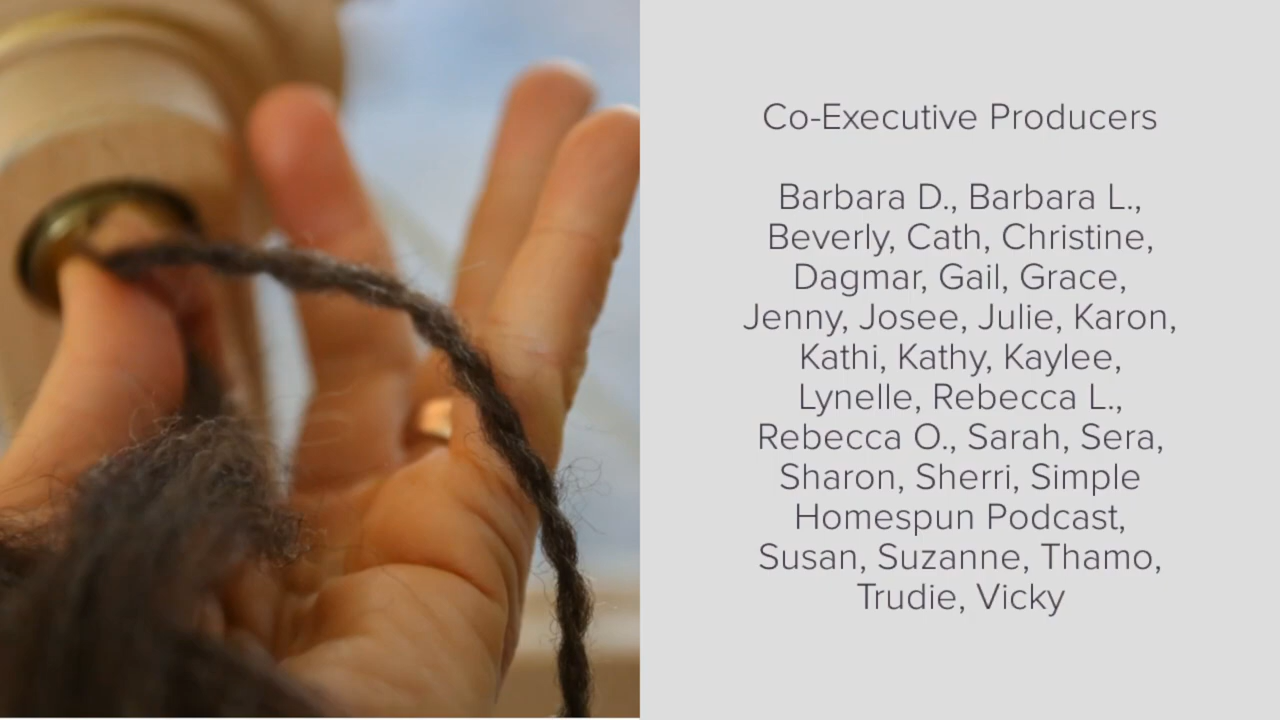 Co-Executive Producers
Barbara D., Barbara L.,
Beverly, Cath, Christine,
Dagmar, Gail, Grace,
Jenny, Josee, Julie, Karon,
Kathi, Kathy, Kaylee,
Lynelle, Rebecca L.,
Rebecca O., Sarah, Sera,
Sharon, Sherri, Simple
Homespun Podcast,
Susan, Suzanne, Thamo,
Trudie, Vicky